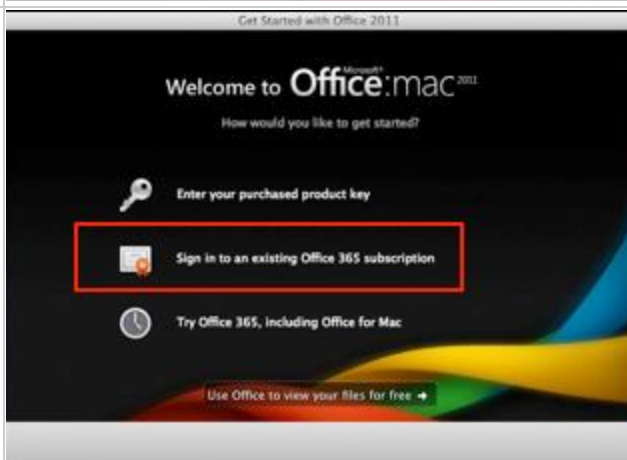 Get Started with Office 2011
Microsoft®
Welcome to Office:mac 2011
How would you like to get started?
Enter your purchased product key
Sign in to an existing Office 365 subscription
Try Office 365, including Office for Mac
Use Office to view your files for free →